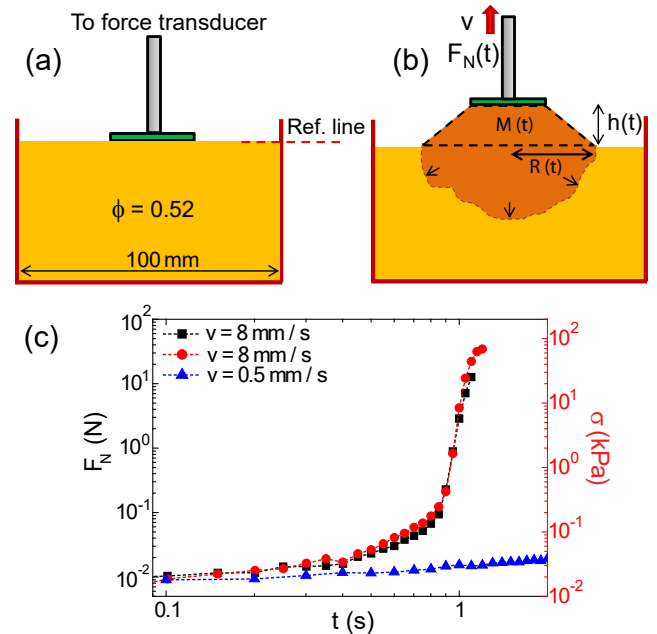 To force transducer
(a)
Ref. line
ϕ = 0.52
100 mm
(b)
v
F_N(t)
M (t)
h(t)
R (t)
(c)
v = 8 mm / s
v = 8 mm / s
v = 0.5 mm / s
F_N (N)
10^2
10^1
10^0
10^-1
10^-2
10^2
10^1
10^0
10^-1
10^-2
σ (kPa)
0.1
1
t (s)